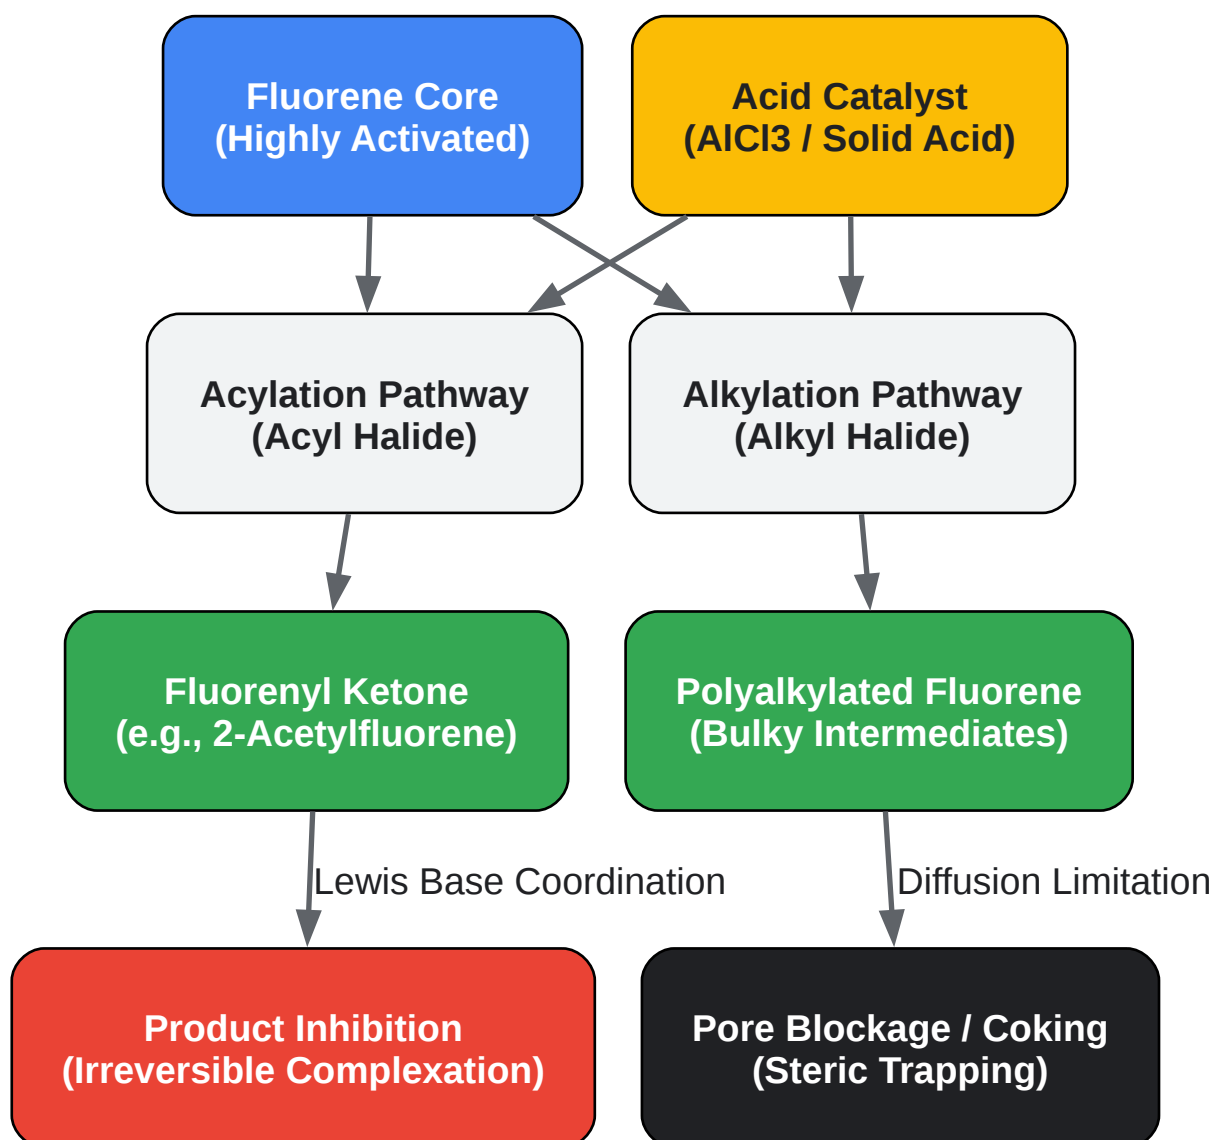 Fluorene Core
(Highly Activated)
Acid Catalyst
(AlCl3 / Solid Acid)
Acylation Pathway
(Acyl Halide)
Alkylation Pathway
(Alkyl Halide)
Fluorenyl Ketone
(e.g., 2-Acetylfluorene)
Polyalkylated Fluorene
(Bulky Intermediates)
Lewis Base Coordination
Diffusion Limitation
Product Inhibition
(Irreversible Complexation)
Pore Blockage / Coking
(Steric Trapping)